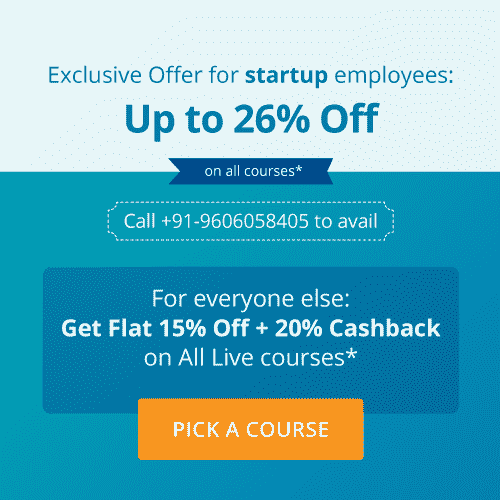 Exclusive Offer for startup employees:
Up to 26% Off
on all courses*
Call +91-9606058405 to avail
For everyone else:
Get Flat 15% Off + 20% Cashback
on All Live courses*
PICK A COURSE